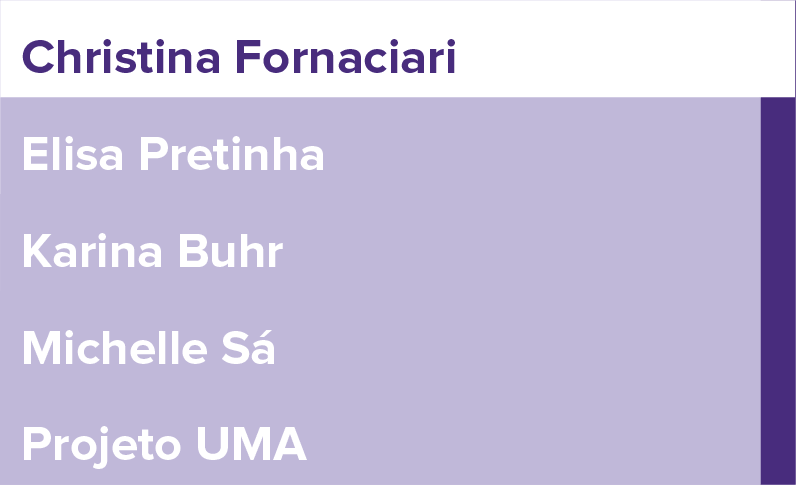 Christina Fornaciari
Elisa Pretinha
Karina Buhr
Michelle Sá
Projeto UMA